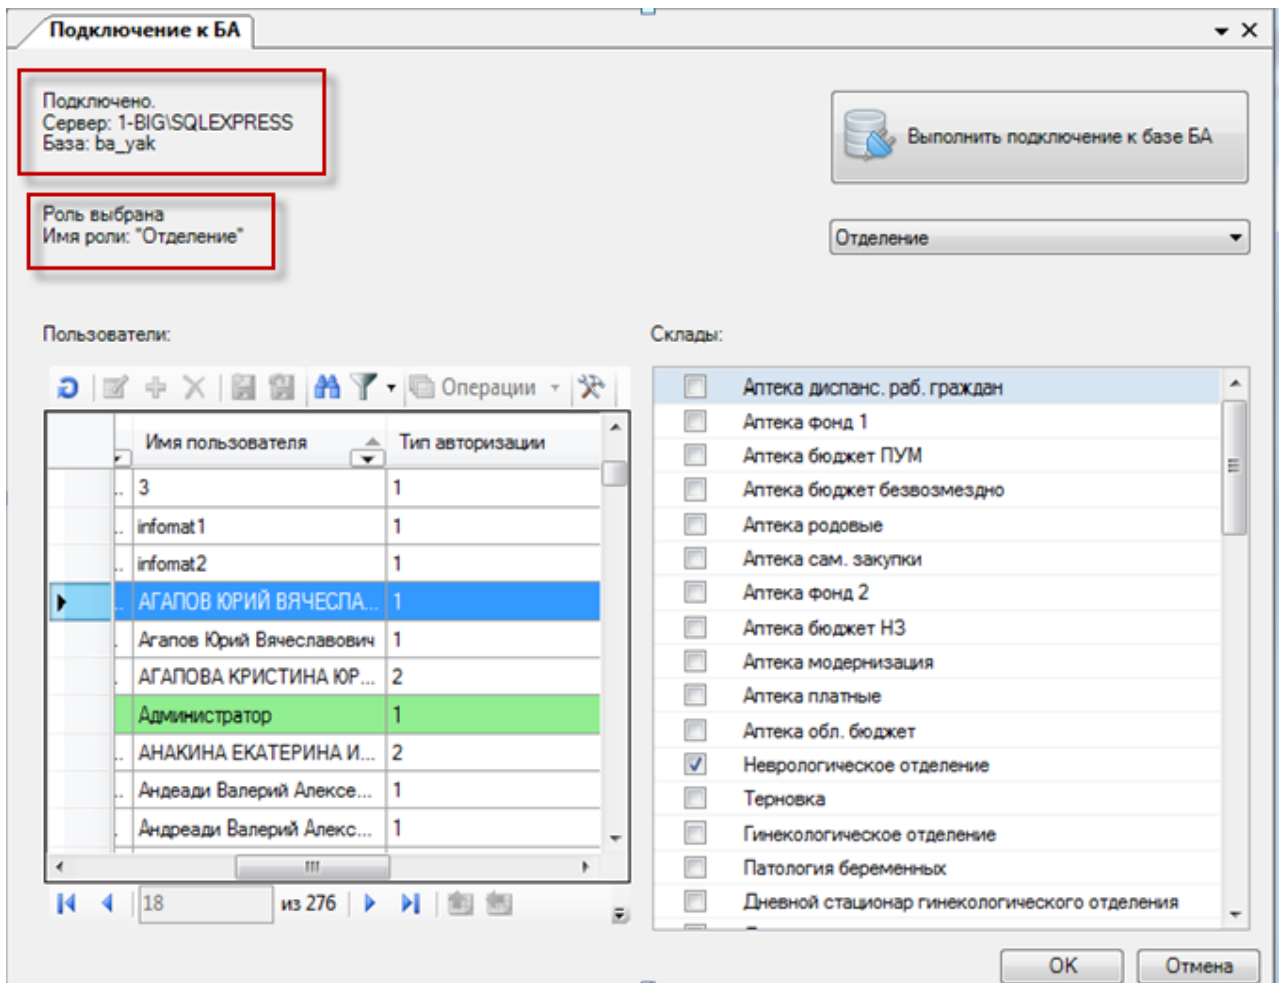 Подключение к БА
Подключено.
Сервер: 1-BIG\SQLEXPRESS
База: ba_yak
Выполнить подключение к базе БА
Роль выбрана
Имя роли: "Отделение"
Отделение
Пользователи:
Операции
Имя пользователя Тип авторизации
.. 3 1
.. infomat1 1
.. infomat2 1
.. АГАПОВ ЮРИЙ ВЯЧЕСЛА... 1
.. Агапов Юрий Вячеславович 1
. АГАПОВА КРИСТИНА ЮР... 2
Администратор 1
.. АНАКИНА ЕКАТЕРИНА И... 2
.. Андеади Валерий Алексе... 1
. Андреади Валерий Алекс... 1
18 из 276
Склады:
Аптека диспанс. раб. граждан
Аптека фонд 1
Аптека бюджет ПУМ
Аптека бюджет безвозмездно
Аптека родовые
Аптека сам. закупки
Аптека фонд 2
Аптека бюджет НЗ
Аптека модернизация
Аптека платные
Аптека обл. бюджет
Неврологическое отделение
Терновка
Гинекологическое отделение
Патология беременных
Дневной стационар гинекологического отделения
OK Отмена